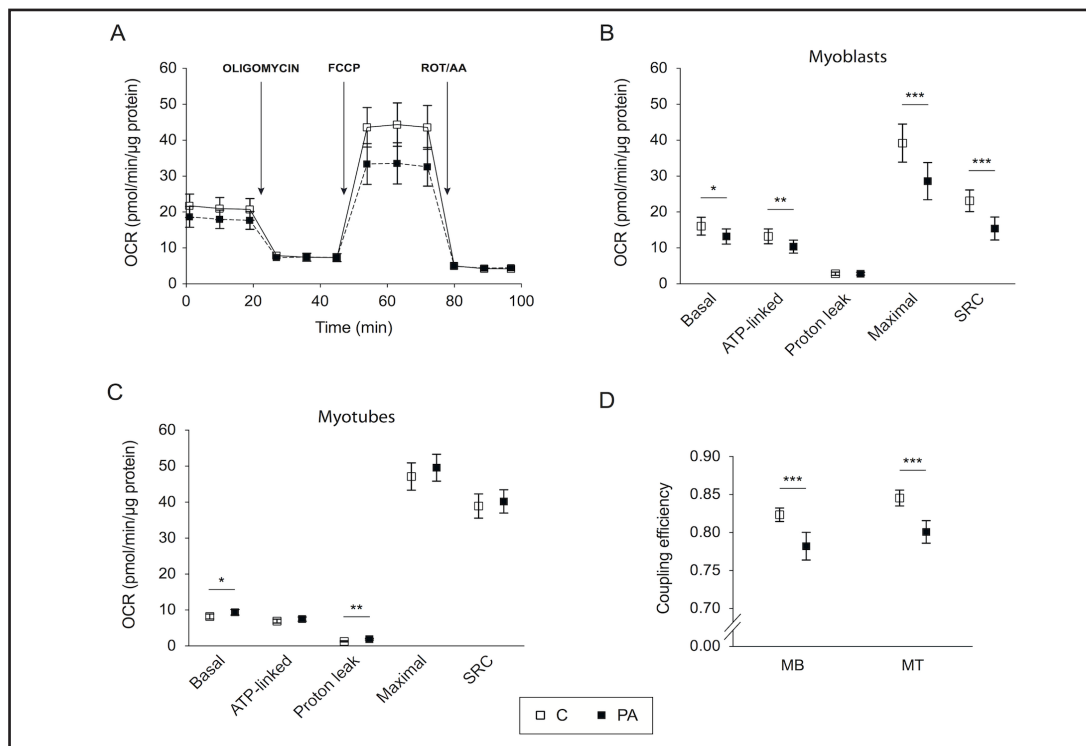 A
OLIGOMYCIN
FCCP
ROT/AA
OCR (pmol/min/µg protein)
60
50
40
30
20
10
0
0
20
40
60
80
100
Time (min)
B
Myoblasts
OCR (pmol/min/µg protein)
60
50
40
30
20
10
0
*
**
***
***
Basal
ATP-linked
Proton leak
Maximal
SRC
C
Myotubes
OCR (pmol/min/µg protein)
60
50
40
30
20
10
0
*
**
Basal
ATP-linked
Proton leak
Maximal
SRC
D
Coupling efficiency
0.90
0.85
0.80
0.70
0.00
***
***
MB
MT
C
PA